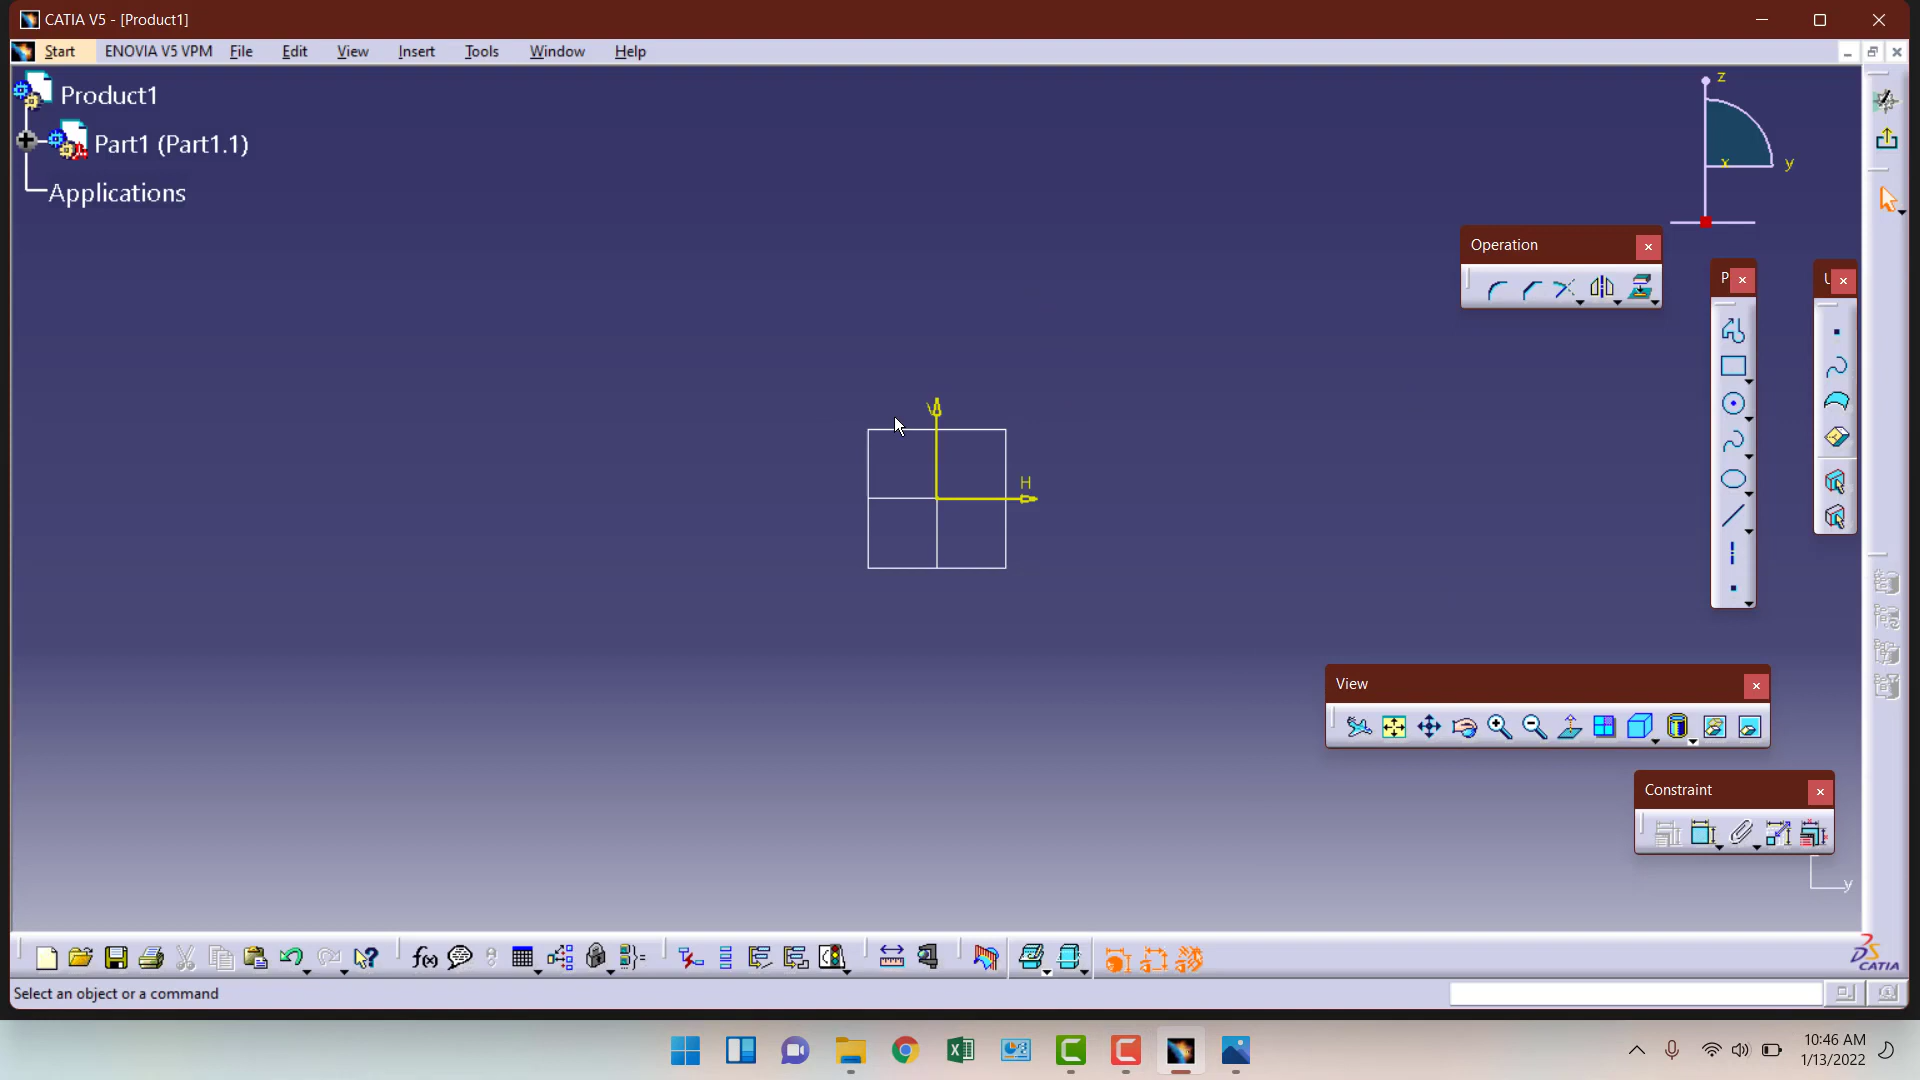 CATIA V5 - [Product1]
Start ENOVIA V5 VPM File Edit View Insert Tools Window Help
Product1
Part1 (Part1.1)
Applications
z
x y
Operation
P
U
V
H
View
Constraint
y
f(x)
CATIA
Select an object or a command
10:46 AM
1/13/2022